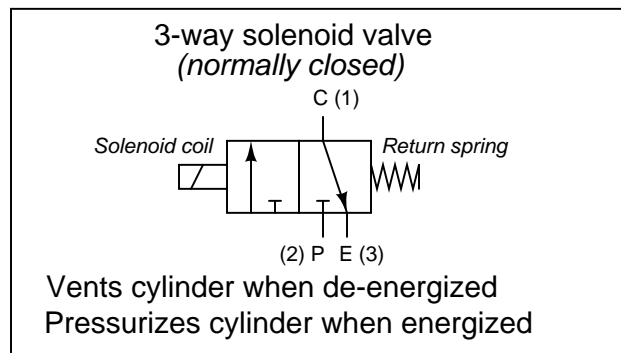 3-way solenoid valve
(normally closed)
C (1)
Solenoid coil
Return spring
(2) P E (3)
Vents cylinder when de-energized
Pressurizes cylinder when energized